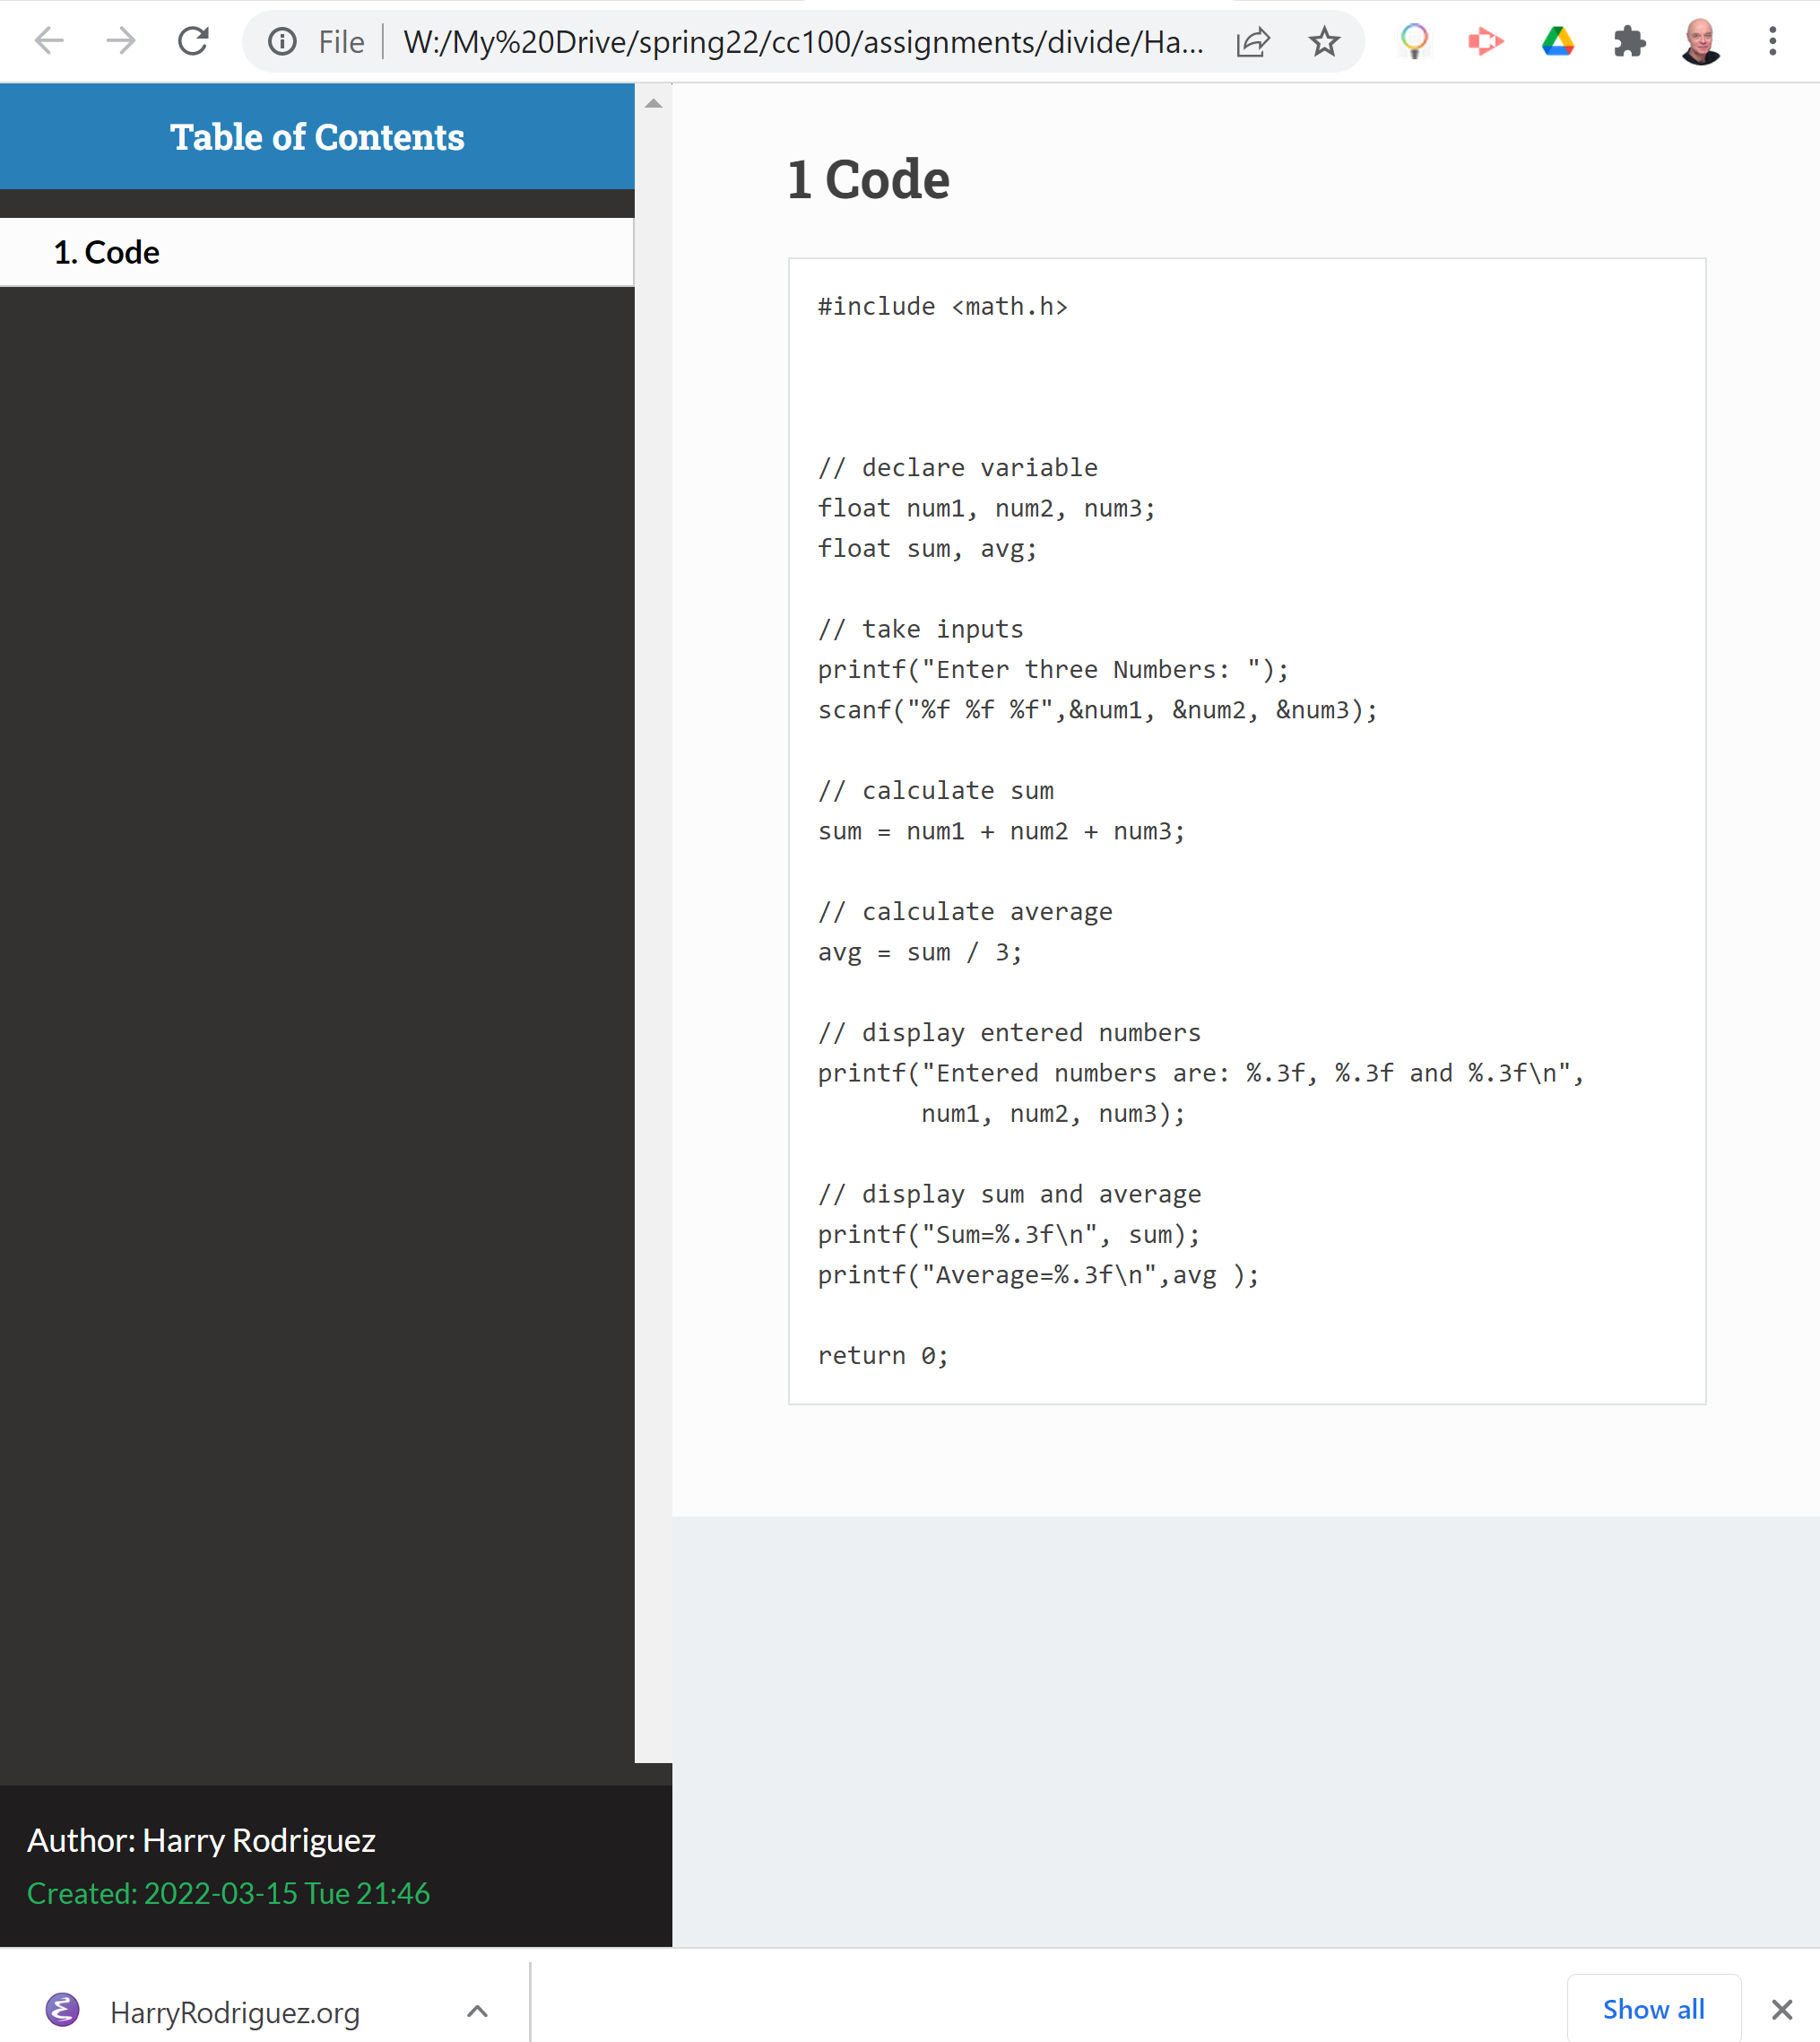 File
W:/My%20Drive/spring22/cc100/assignments/divide/Ha...
Table of Contents
1. Code
1 Code
#include <math.h>
// declare variable
float num1, num2, num3;
float sum, avg;
// take inputs
printf("Enter three Numbers: ");
scanf("%f %f %f",&num1, &num2, &num3);
// calculate sum
sum = num1 + num2 + num3;
// calculate average
avg = sum / 3;
// display entered numbers
printf("Entered numbers are: %.3f, %.3f and %.3f\n",
       num1, num2, num3);
// display sum and average
printf("Sum=%.3f\n", sum);
printf("Average=%.3f\n",avg );
return 0;
Author: Harry Rodriguez
Created: 2022-03-15 Tue 21:46
HarryRodriguez.org
Show all